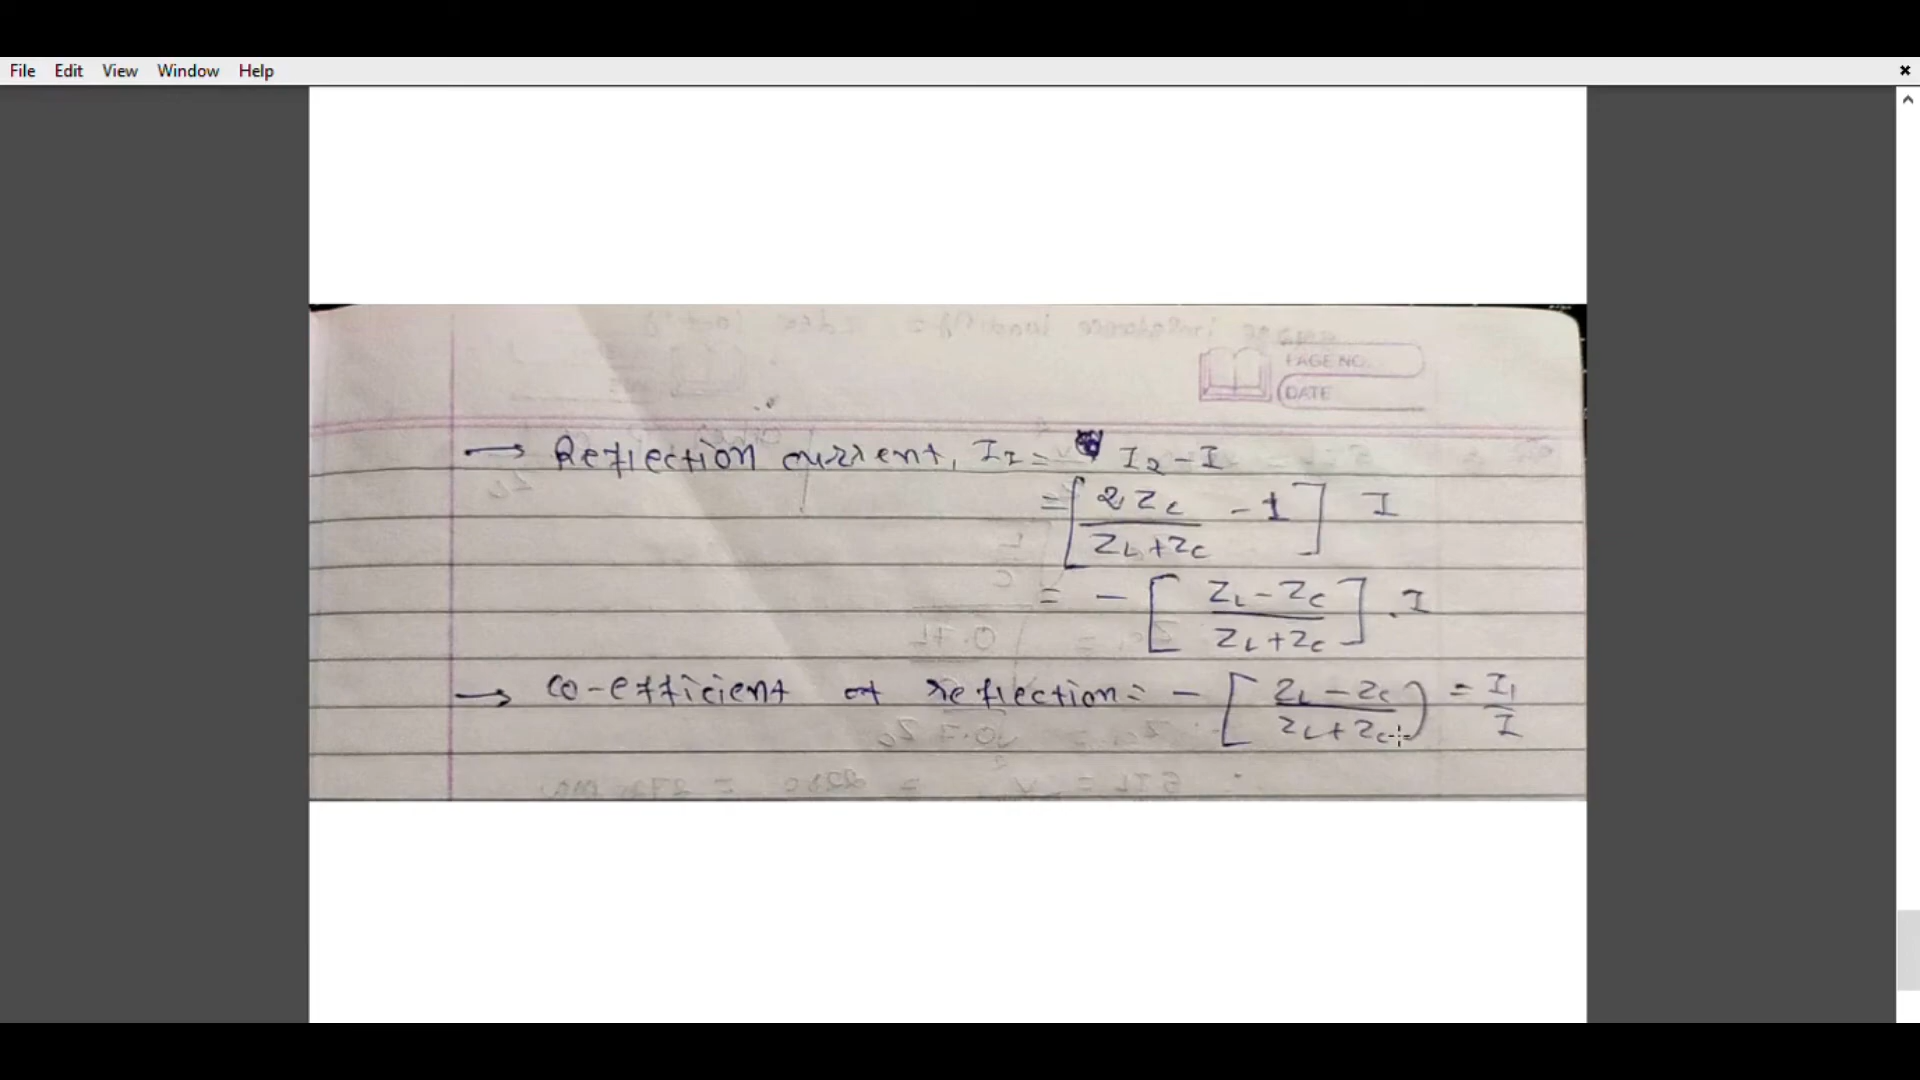 File Edit View Window Help
PAGE NO.
DATE
→ Reflection current, I₁ = I₂ - I
= [2Zc / ZL+Zc - 1] I
= - [ZL - Zc / ZL+Zc] . I
→ co-efficient of reflection = - [ZL - Zc / ZL+Zc) = I₁ / I